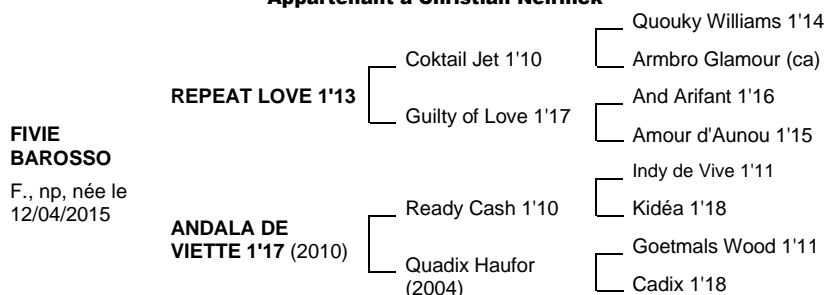 Appartenant à Christian Nelrinck
Quouky Williams 1'14
Coktail Jet 1'10
Armbro Glamour (ca)
REPEAT LOVE 1'13
And Arifant 1'16
Guilty of Love 1'17
Amour d'Aunou 1'15
FIVIE
BAROSSO
F., np, née le
12/04/2015
Indy de Vive 1'11
Ready Cash 1'10
Kidéa 1'18
ANDALA DE
VIETTE 1'17 (2010)
Goetmals Wood 1'11
Quadix Haufor
(2004)
Cadix 1'18